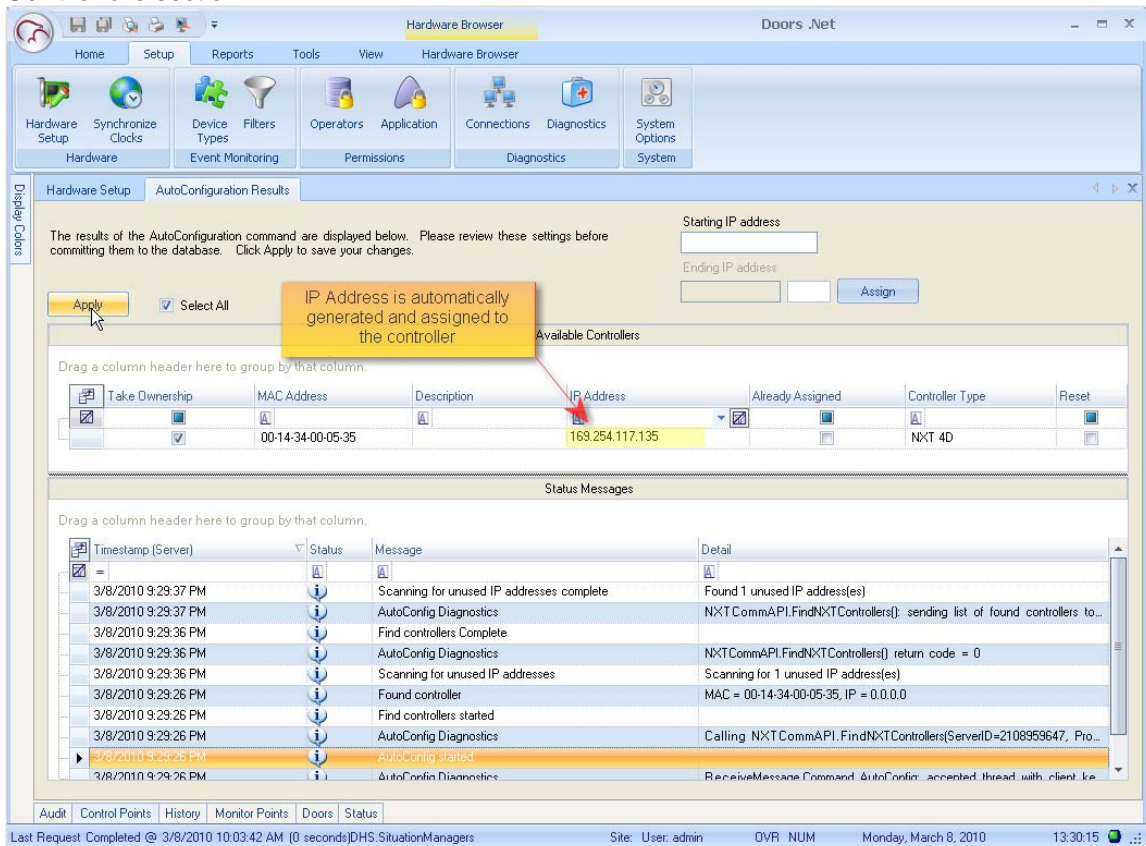 Hardware Browser
Doors .Net
Home Setup Reports Tools View Hardware Browser
Hardware Setup
Synchronize Clocks
Device Types
Filters
Operators
Application
Connections
Diagnostics
System Options
Hardware Event Monitoring Permissions Diagnostics System
Display Colors
Hardware Setup AutoConfiguration Results
The results of the AutoConfiguration command are displayed below. Please review these settings before
committing them to the database. Click Apply to save your changes.
Starting IP address
Ending IP address
Assign
Apply
Select All
IP Address is automatically
generated and assigned to
the controller
Available Controllers
Drag a column header here to group by that column.
Take Ownership MAC Address Description IP Address Already Assigned Controller Type Reset
00-14-34-00-05-35 169.254.117.135 NXT 4D
Status Messages
Drag a column header here to group by that column.
Timestamp (Server) Status Message Detail
=
3/8/2010 9:29:37 PM Scanning for unused IP addresses complete Found 1 unused IP address(es)
3/8/2010 9:29:37 PM AutoConfig Diagnostics NXTCommAPI.FindNXTControllers(): sending list of found controllers to...
3/8/2010 9:29:36 PM Find controllers Complete
3/8/2010 9:29:36 PM AutoConfig Diagnostics NXTCommAPI.FindNXTControllers() return code = 0
3/8/2010 9:29:36 PM Scanning for unused IP addresses Scanning for 1 unused IP address(es)
3/8/2010 9:29:26 PM Found controller MAC = 00-14-34-00-05-35, IP = 0.0.0.0
3/8/2010 9:29:26 PM Find controllers started
3/8/2010 9:29:26 PM AutoConfig Diagnostics Calling NXTCommAPI.FindNXTControllers(ServerID=2108959647, Pro...
3/8/2010 9:29:26 PM AutoConfig started
3/8/2010 9:29:26 PM AutoConfig Diagnostics ReceiveMessage Command AutoConfig: accepted thread with client ke...
Audit Control Points History Monitor Points Doors Status
Last Request Completed @ 3/8/2010 10:03:42 AM (0 seconds)DHS.SituationManagers Site: User: admin OVR NUM Monday, March 8, 2010 13:30:15